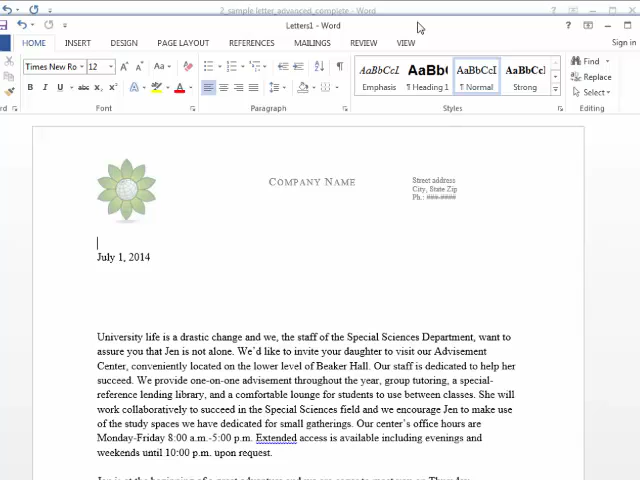 2_sample letter_advanced_complete - Word
Letters1 - Word
HOME INSERT DESIGN PAGE LAYOUT REFERENCES MAILINGS REVIEW VIEW Sign in
Times New Ro 12 Aa Find
AaBbCcI AaBb( AaBbCcI AaBbCc Replace
B I U abc Emphasis ¶ Heading 1 ¶ Normal Strong Select
Font Paragraph Styles Editing
COMPANY NAME
Street address
City, State Zip
Ph.: ###.####
July 1, 2014
University life is a drastic change and we, the staff of the Special Sciences Department, want to
assure you that Jen is not alone. We'd like to invite your daughter to visit our Advisement
Center, conveniently located on the lower level of Beaker Hall. Our staff is dedicated to help her
succeed. We provide one-on-one advisement throughout the year, group tutoring, a special-
reference lending library, and a comfortable lounge for students to use between classes. She will
work collaboratively to succeed in the Special Sciences field and we encourage Jen to make use
of the study spaces we have dedicated for small gatherings. Our center's office hours are
Monday-Friday 8:00 a.m.-5:00 p.m. Extended access is available including evenings and
weekends until 10:00 p.m. upon request.